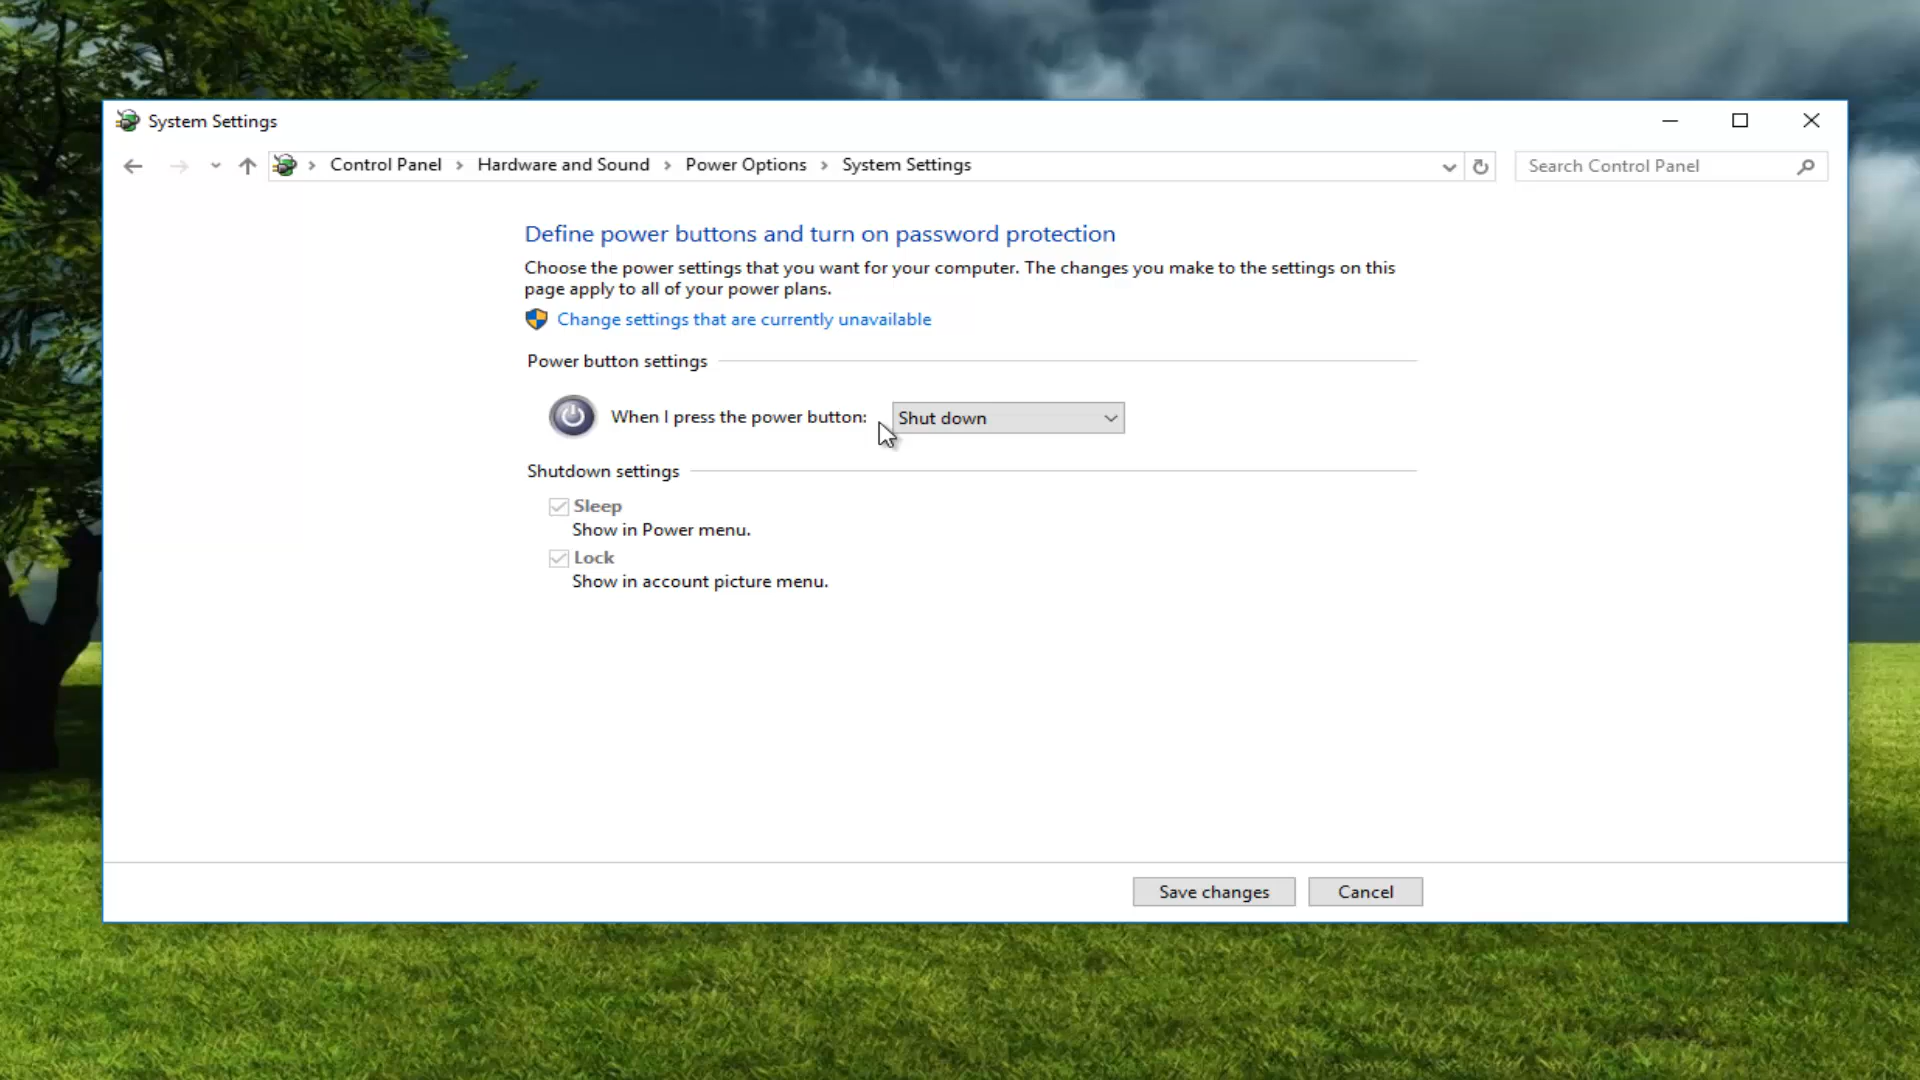 System Settings
Control Panel > Hardware and Sound > Power Options > System Settings
Search Control Panel
Define power buttons and turn on password protection
Choose the power settings that you want for your computer. The changes you make to the settings on this
page apply to all of your power plans.
Change settings that are currently unavailable
Power button settings
When I press the power button: Shut down
Shutdown settings
Sleep
Show in Power menu.
Lock
Show in account picture menu.
Save changes Cancel